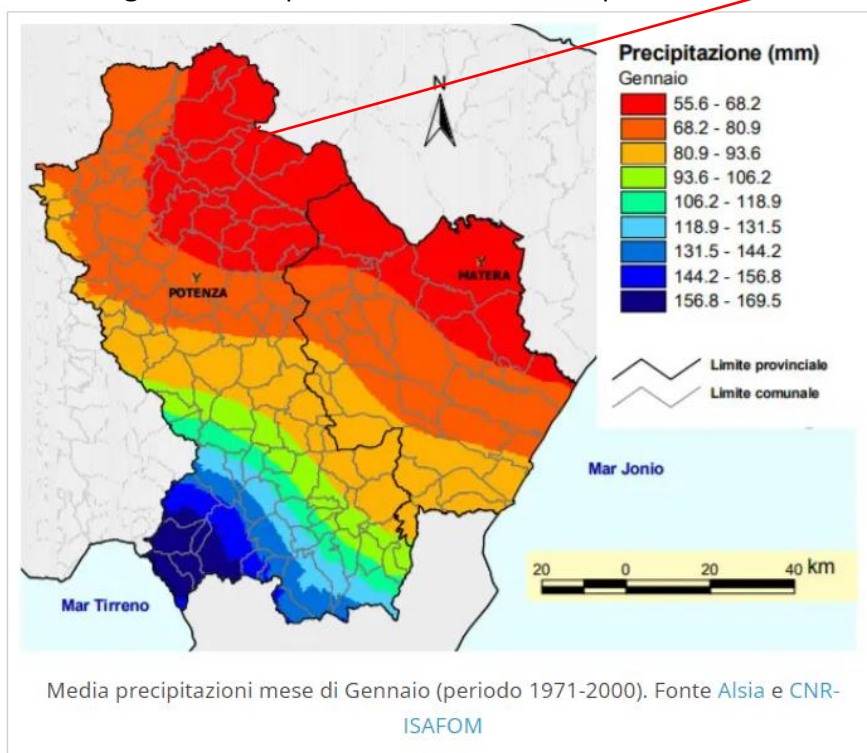 Precipitazione (mm)
Gennaio
55.6 - 68.2
68.2 - 80.9
80.9 - 93.6
93.6 - 106.2
106.2 - 118.9
118.9 - 131.5
131.5 - 144.2
144.2 - 156.8
156.8 - 169.5
Limite provinciale
Limite comunale
N
POTENZA
MATERA
Mar Jonio
Mar Tirreno
20 0 20 40 km
Media precipitazioni mese di Gennaio (periodo 1971-2000). Fonte Alsia e CNR-
ISAFOM